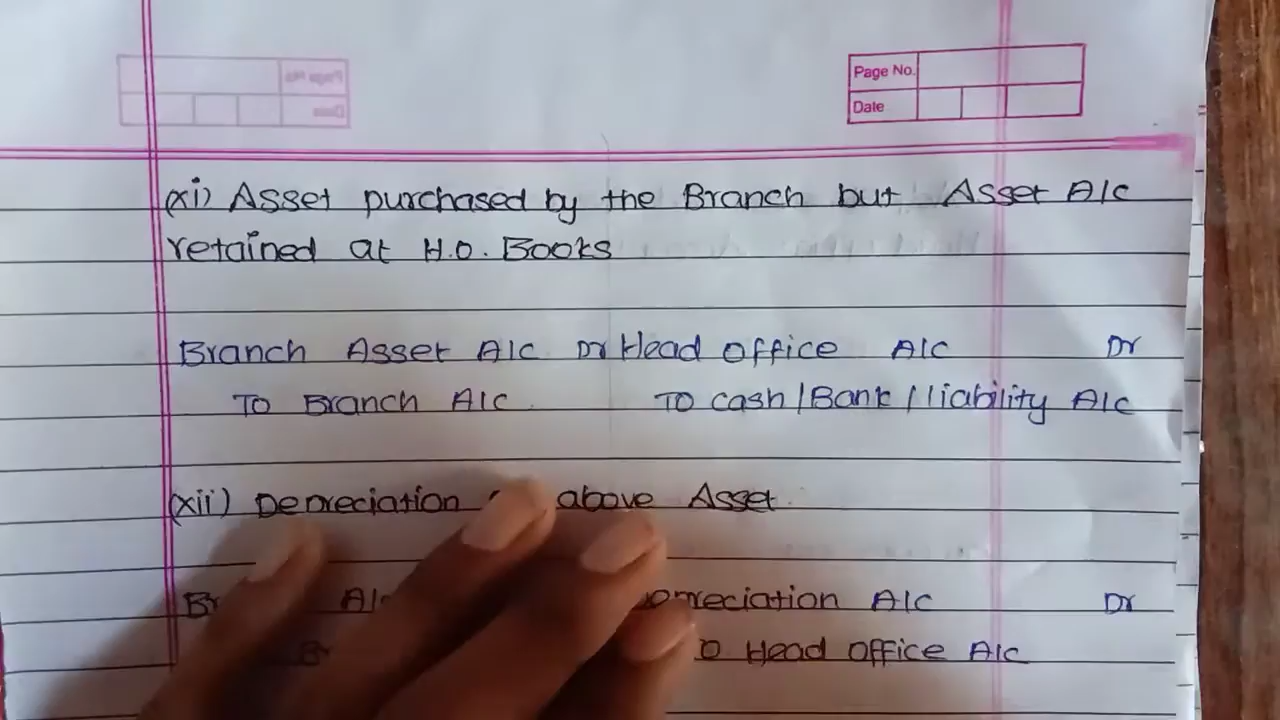 Page No.
Date
(xi) Asset purchased by the Branch but Asset A/c
retained at H.O. Books
Branch Asset A/c Dr Head office A/c Dr
To Branch A/c To cash/Bank/liability A/c
(xii) Depreciation above Asset
A/c Depreciation A/c Dr
Head office A/c